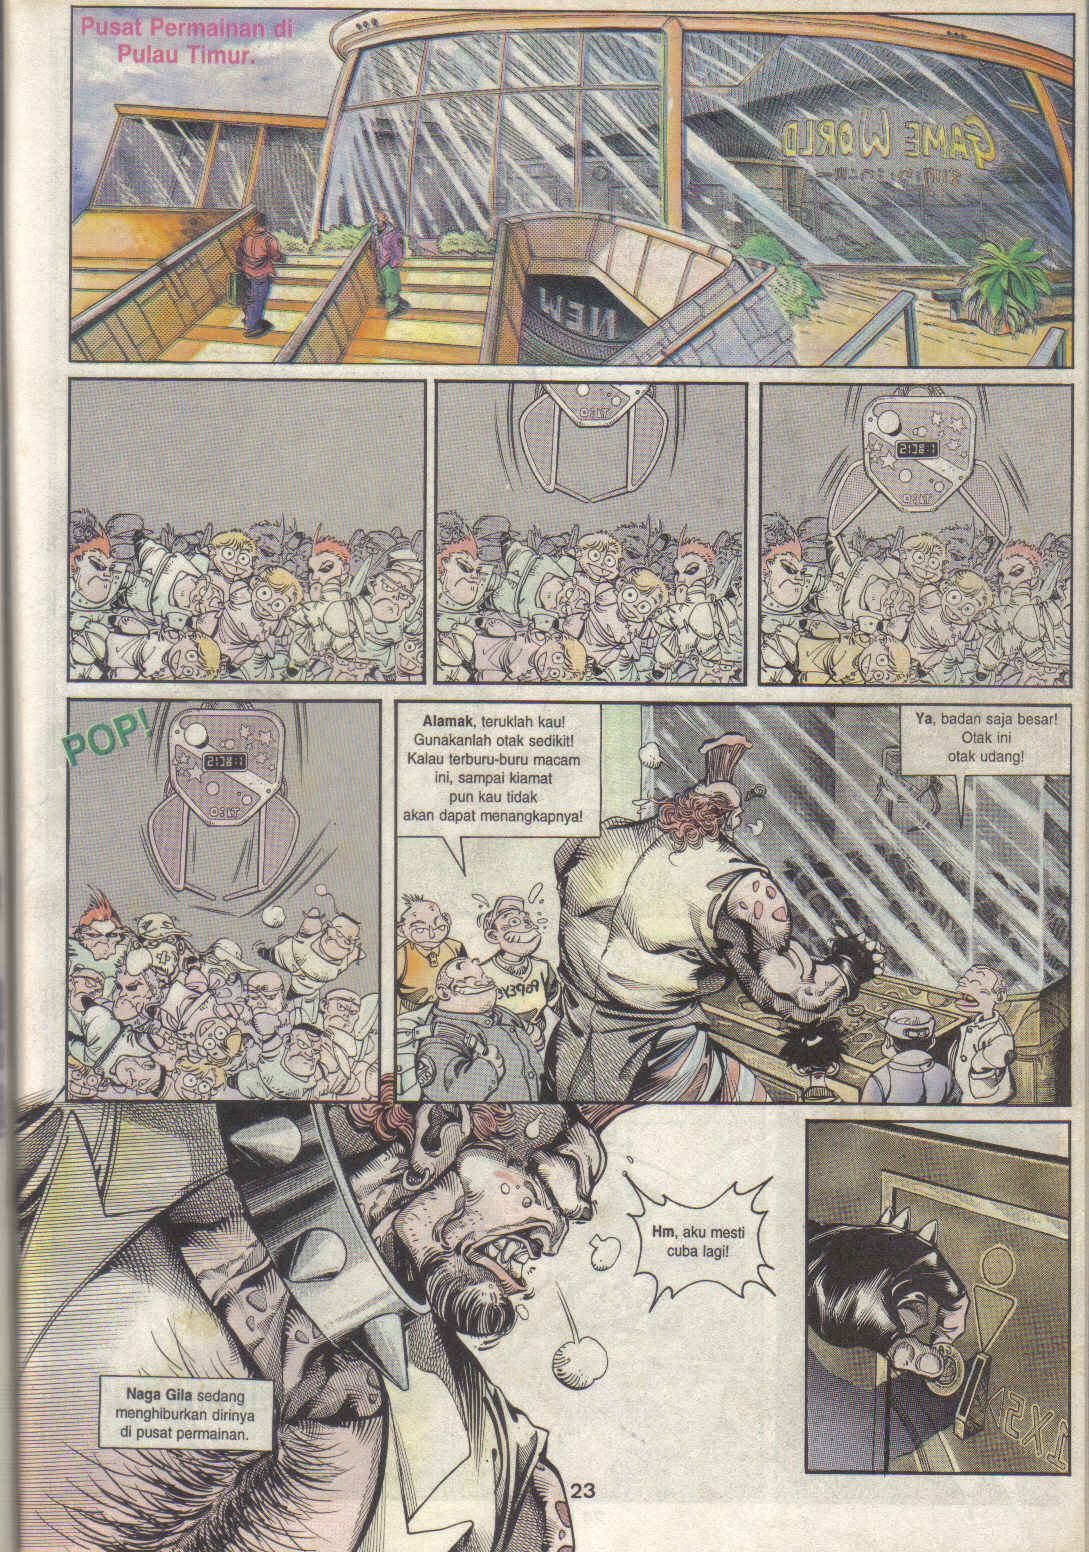 Pusat Permainan di
Pulau Timur.
GAME WORLD
NEW
POP!
Alamak, teruklah kau!
Gunakanlah otak sedikit!
Kalau terburu-buru macam
ini, sampai kiamat
pun kau tidak
akan dapat menangkapnya!
Ya, badan saja besar!
Otak ini
otak udang!
Hm, aku mesti
cuba lagi!
Naga Gila sedang
menghiburkan dirinya
di pusat permainan.
23